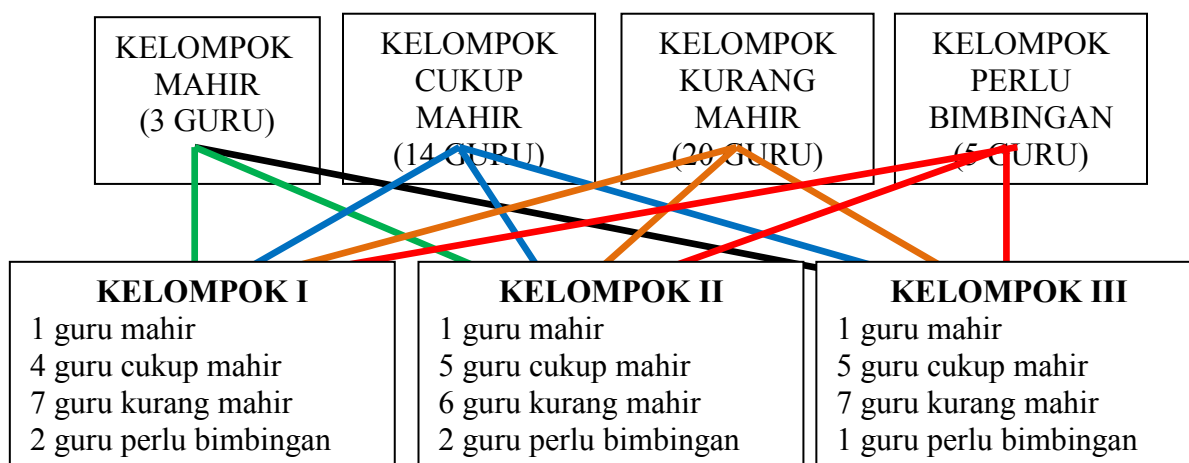 KELOMPOK
MAHIR
(3 GURU)
KELOMPOK
CUKUP
MAHIR
(14 GURU)
KELOMPOK
KURANG
MAHIR
(20 GURU)
KELOMPOK
PERLU
BIMBINGAN
(5 GURU)
KELOMPOK I
1 guru mahir
4 guru cukup mahir
7 guru kurang mahir
2 guru perlu bimbingan
KELOMPOK II
1 guru mahir
5 guru cukup mahir
6 guru kurang mahir
2 guru perlu bimbingan
KELOMPOK III
1 guru mahir
5 guru cukup mahir
7 guru kurang mahir
1 guru perlu bimbingan